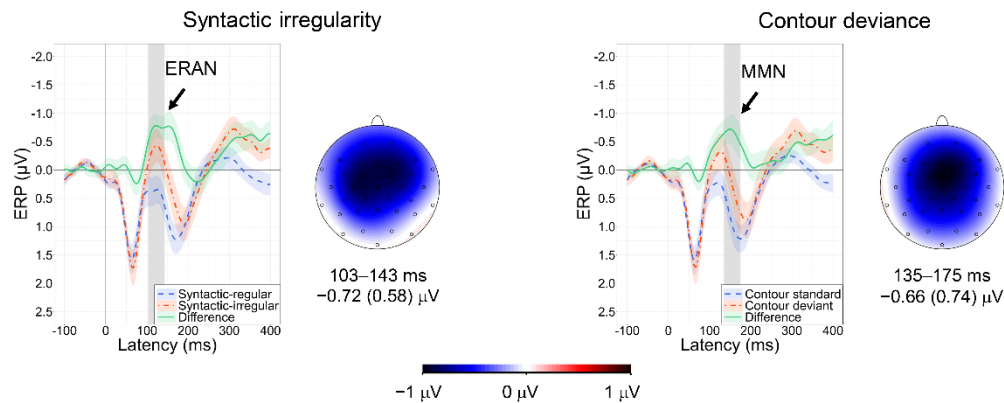 Syntactic irregularity
ERP (µV)
-2.0
-1.5
-1.0
-0.5
0.0
0.5
1.0
1.5
2.0
2.5
ERAN
Syntactic-regular
Syntactic-irregular
Difference
-100 0 100 200 300 400
Latency (ms)
103–143 ms
−0.72 (0.58) µV
Contour deviance
ERP (µV)
-2.0
-1.5
-1.0
-0.5
0.0
0.5
1.0
1.5
2.0
2.5
MMN
Contour standard
Contour deviant
Difference
-100 0 100 200 300 400
Latency (ms)
135–175 ms
−0.66 (0.74) µV
−1 µV 0 µV 1 µV